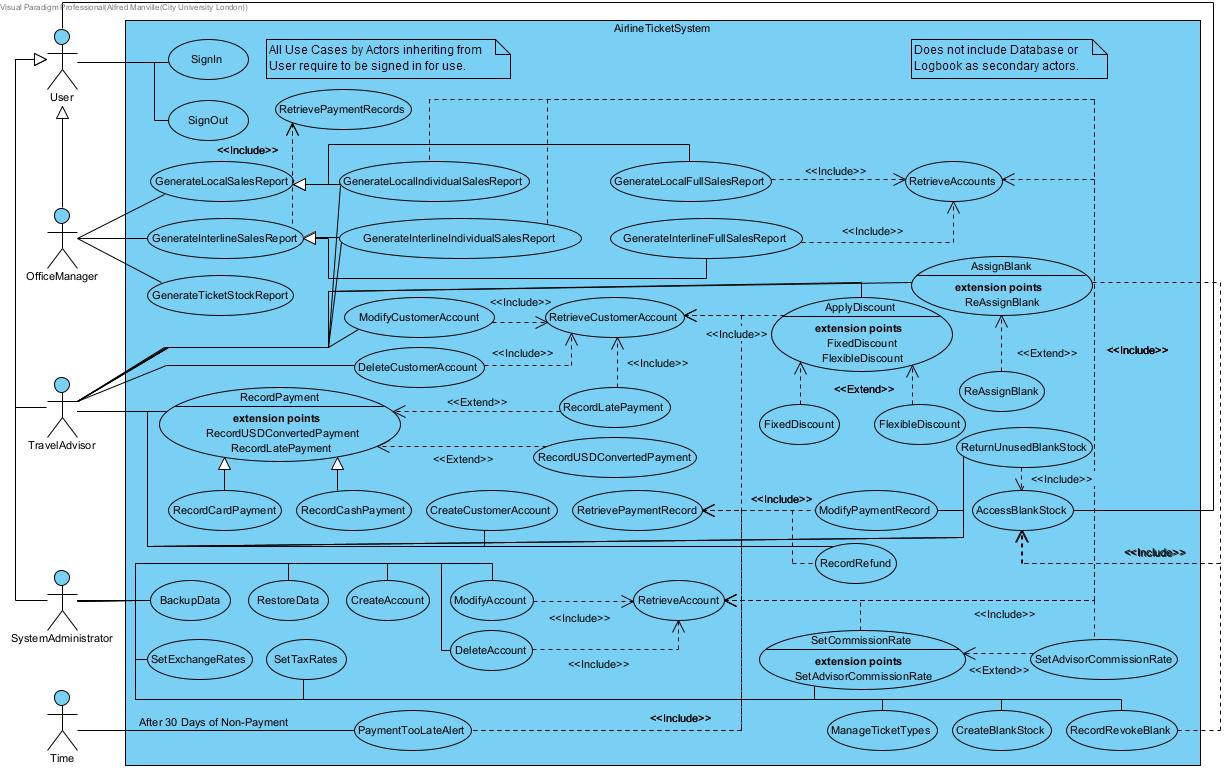 Visual Paradigm Professional(Alfred Manville(City University London))
AirlineTicketSystem
User
SignIn
SignOut
All Use Cases by Actors inheriting from
User require to be signed in for use.
Does not include Database or
Logbook as secondary actors.
RetrievePaymentRecords
<<Include>>
GenerateLocalSalesReport
GenerateLocalIndividualSalesReport
GenerateLocalFullSalesReport
<<Include>>
RetrieveAccounts
OfficeManager
GenerateInterlineSalesReport
GenerateInterlineIndividualSalesReport
GenerateInterlineFullSalesReport
<<Include>>
GenerateTicketStockReport
AssignBlank
extension points
ReAssignBlank
ModifyCustomerAccount
<<Include>>
RetrieveCustomerAccount
<<Include>>
ApplyDiscount
extension points
FixedDiscount
FlexibleDiscount
<<Extend>>
<<Include>>
DeleteCustomerAccount
<<Include>>
<<Include>>
<<Extend>>
ReAssignBlank
TravelAdvisor
RecordPayment
extension points
RecordUSDConvertedPayment
RecordLatePayment
<<Extend>>
RecordLatePayment
FixedDiscount
FlexibleDiscount
<<Extend>>
RecordUSDConvertedPayment
ReturnUnusedBlankStock
<<Include>>
RecordCardPayment
RecordCashPayment
CreateCustomerAccount
RetrievePaymentRecord
<<Include>>
ModifyPaymentRecord
AccessBlankStock
RecordRefund
<<Include>>
SystemAdministrator
BackupData
RestoreData
CreateAccount
ModifyAccount
<<Include>>
RetrieveAccount
<<Include>>
DeleteAccount
<<Include>>
SetExchangeRates
SetTaxRates
SetCommissionRate
extension points
SetAdvisorCommissionRate
<<Extend>>
SetAdvisorCommissionRate
Time
After 30 Days of Non-Payment
PaymentTooLateAlert
<<Include>>
ManageTicketTypes
CreateBlankStock
RecordRevokeBlank